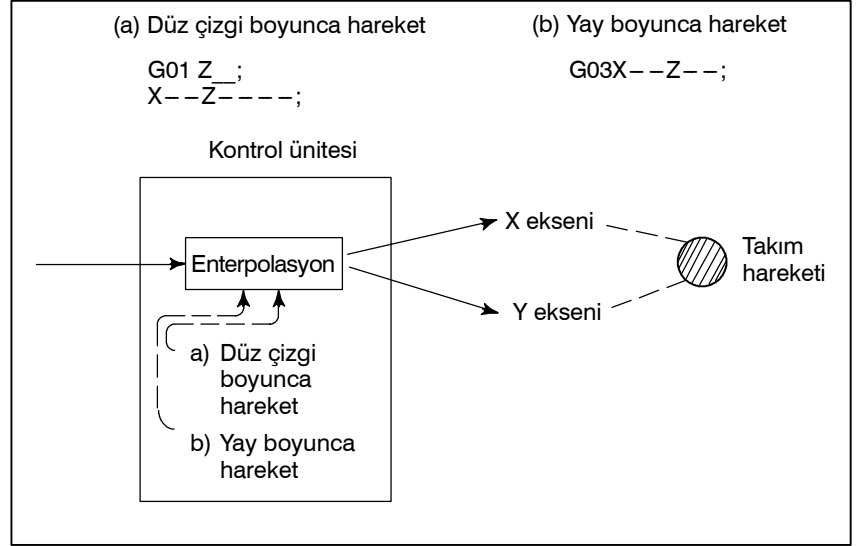 (a) Düz çizgi boyunca hareket
G01 Z__;
X−−Z−−−−;
(b) Yay boyunca hareket
G03X−−Z−−;
Kontrol ünitesi
Enterpolasyon
a) Düz çizgi
boyunca
hareket
b) Yay boyunca
hareket
X ekseni
Y ekseni
Takım
hareketi